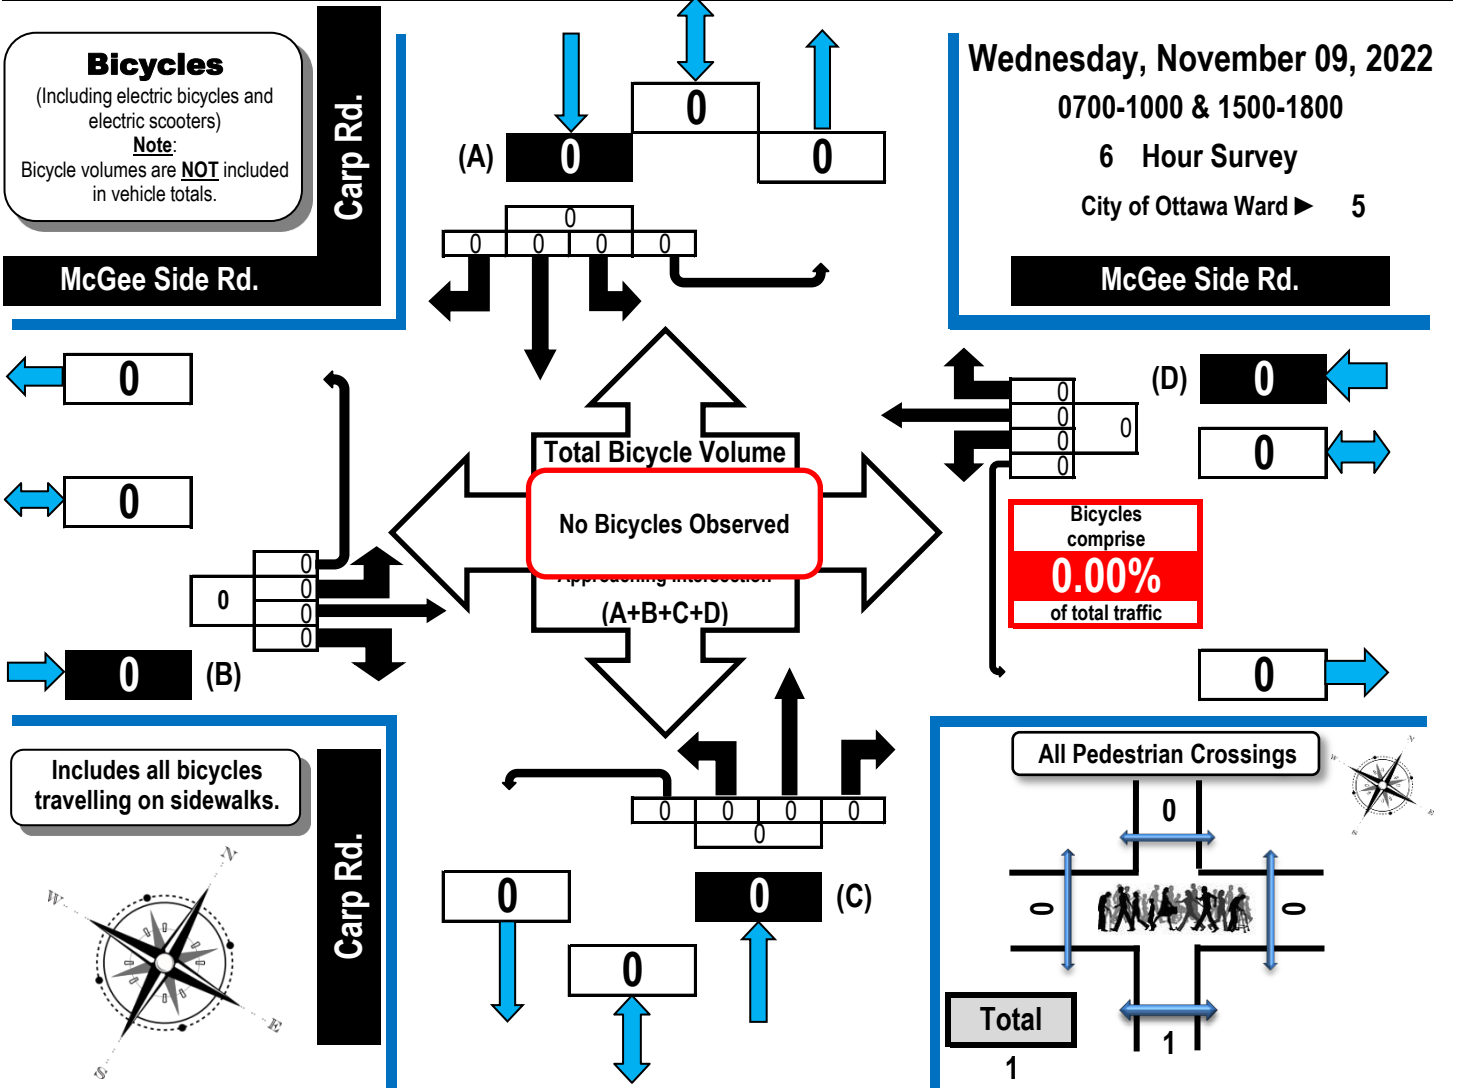 Bicycles
(Including electric bicycles and
electric scooters)
Note:
Bicycle volumes are NOT included
in vehicle totals.
Carp Rd.
McGee Side Rd.
(A)
0
0
0
0
0
0
0
0
Wednesday, November 09, 2022
0700-1000 & 1500-1800
6 Hour Survey
City of Ottawa Ward ► 5
McGee Side Rd.
0
0
0
0
0
0
0
0
(B)
Total Bicycle Volume
No Bicycles Observed
Approaching Intersection
(A+B+C+D)
(D)
0
0
0
0
0
0
0
0
Bicycles
comprise
0.00%
of total traffic
Includes all bicycles
travelling on sidewalks.
Carp Rd.
N
W
E
S
0
0
0
0
0
0
0
(C)
0
All Pedestrian Crossings
N
W
E
S
0
0
0
1
Total
1